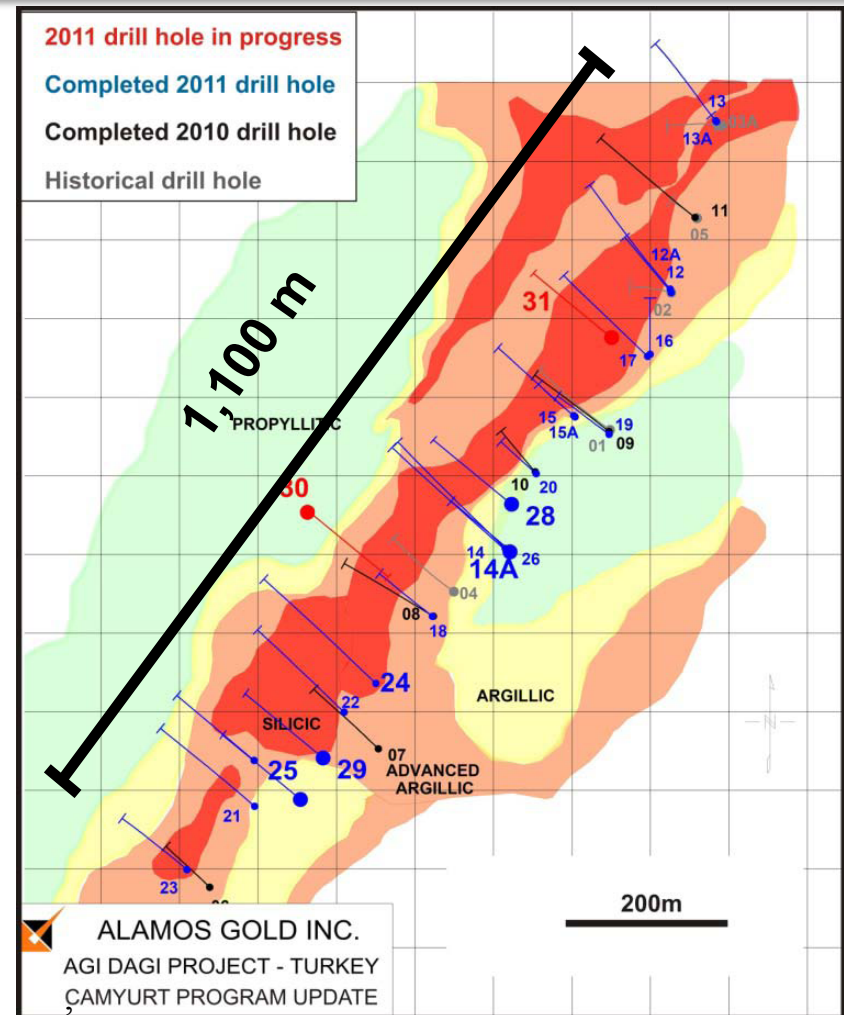 2011 drill hole in progress
Completed 2011 drill hole
Completed 2010 drill hole
Historical drill hole
1,100 m
13
03A
13A
11
05
12A
12
02
31
16
17
PROPYLLITIC
15
15A
19
01
09
10
20
30
28
14
26
14A
04
08
18
24
22
ARGILLIC
SILICIC
07
25
29
ADVANCED
ARGILLIC
21
23
N
200m
ALAMOS GOLD INC.
AGI DAGI PROJECT - TURKEY
ÇAMYURT PROGRAM UPDATE